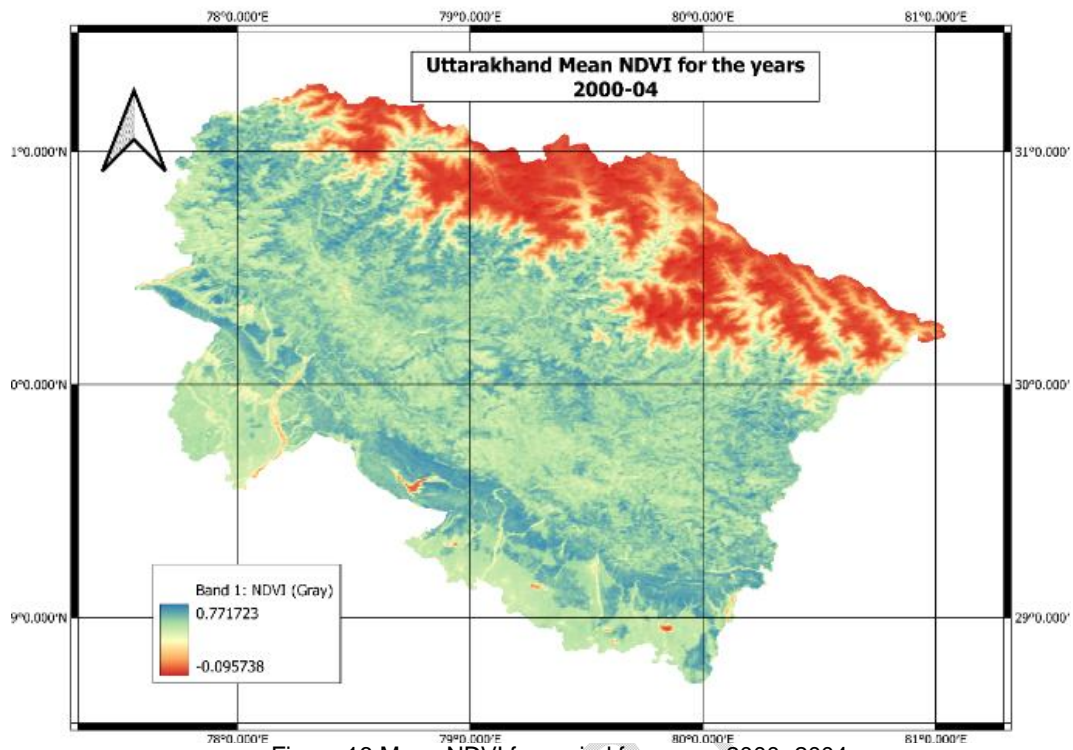 78°0.000'E 79°0.000'E 80°0.000'E 81°0.000'E
Uttarakhand Mean NDVI for the years
2000-04
1°0.000'N 31°0.000'
0°0.000'N 30°0.000'
Band 1: NDVI (Gray)
0.771723
-0.095738
9°0.000'N 29°0.000'
78°0.000'E 79°0.000'E 80°0.000'E 81°0.000'E
Mean NDVI 2000-2004